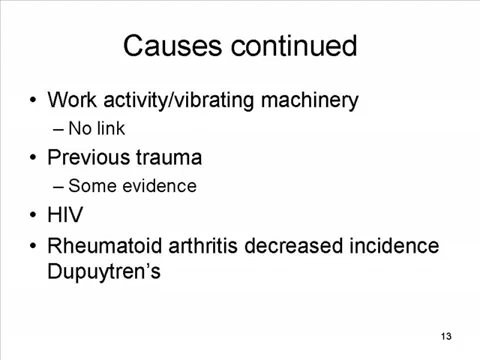 Causes continued
• Work activity/vibrating machinery
– No link
• Previous trauma
– Some evidence
• HIV
• Rheumatoid arthritis decreased incidence
Dupuytren's
13